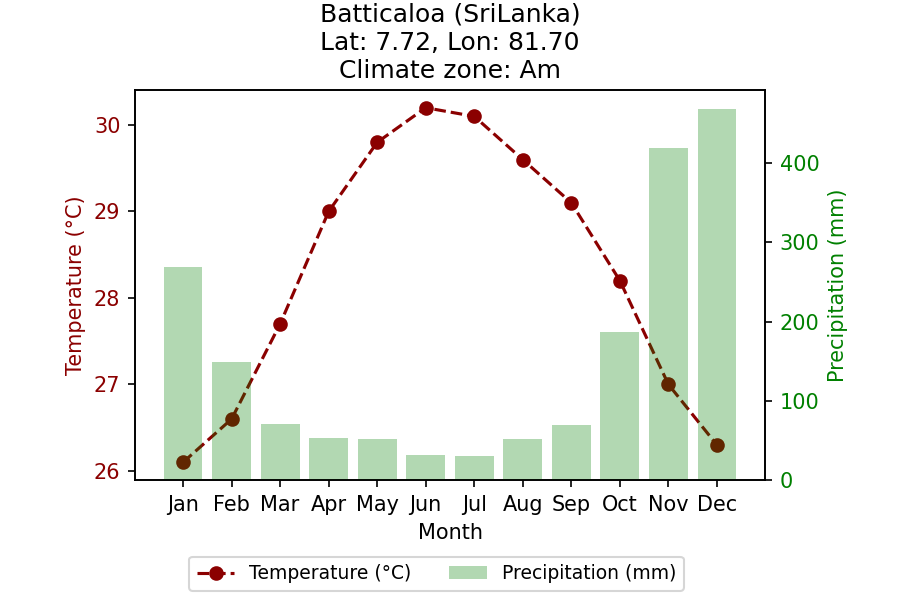 Batticaloa (SriLanka)
Lat: 7.72, Lon: 81.70
Climate zone: Am
Temperature (°C)
30
29
28
27
26
Precipitation (mm)
400
300
200
100
0
Jan Feb Mar Apr May Jun Jul Aug Sep Oct Nov Dec
Month
Temperature (°C) Precipitation (mm)